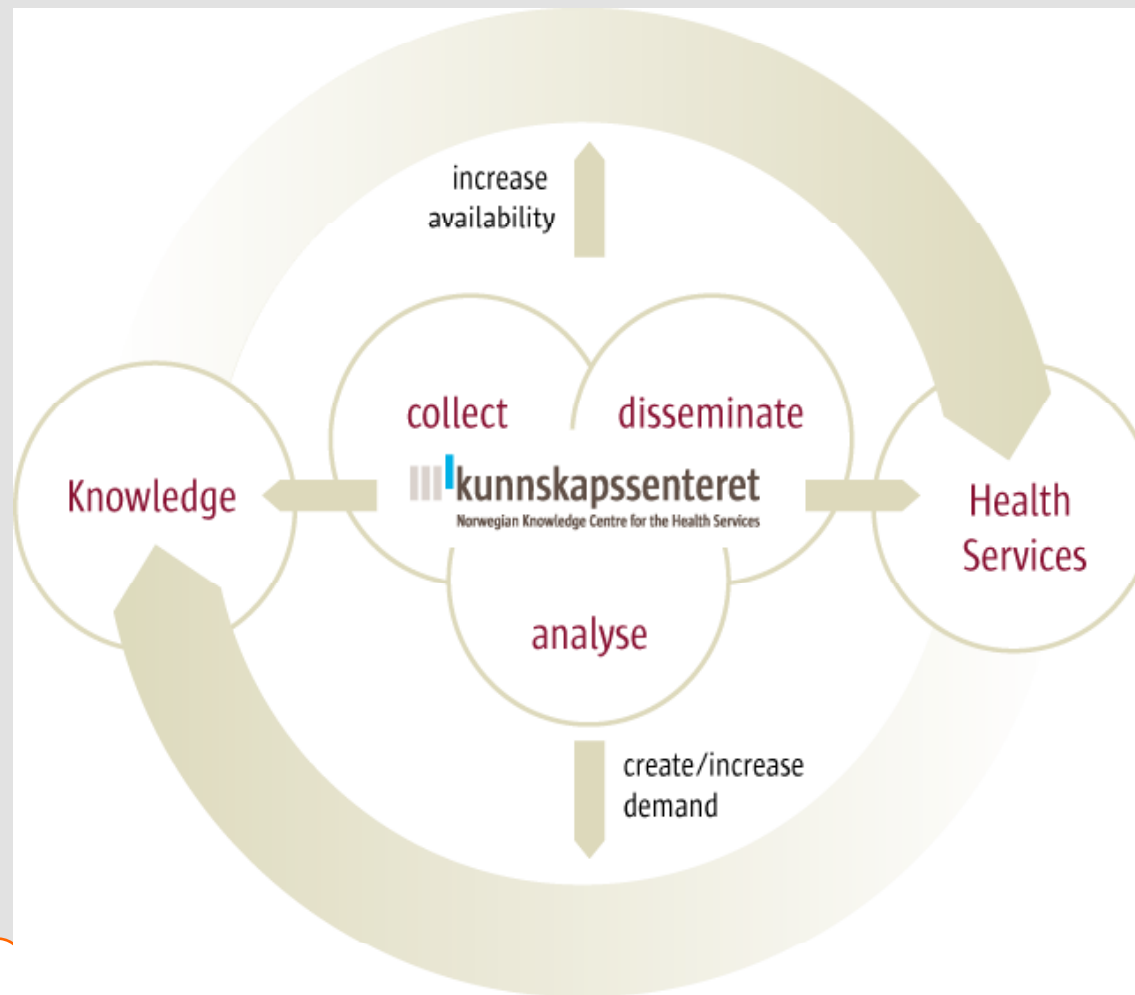 increase
availability
collect
disseminate
Knowledge
kunnskapssenteret
Norwegian Knowledge Centre for the Health Services
Health
Services
analyse
create/increase
demand